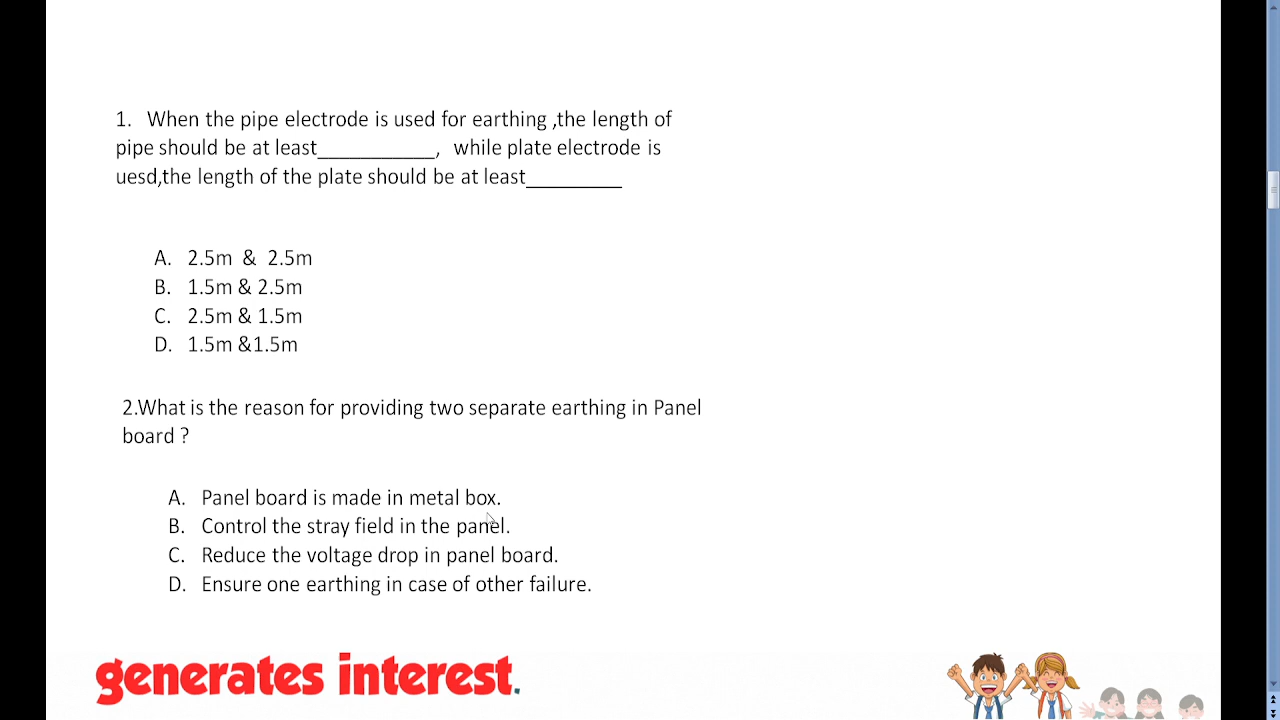 1. When the pipe electrode is used for earthing ,the length of
pipe should be at least___________, while plate electrode is
uesd,the length of the plate should be at least_________
A. 2.5m & 2.5m
B. 1.5m & 2.5m
C. 2.5m & 1.5m
D. 1.5m &1.5m
2.What is the reason for providing two separate earthing in Panel
board ?
A. Panel board is made in metal box.
B. Control the stray field in the panel.
C. Reduce the voltage drop in panel board.
D. Ensure one earthing in case of other failure.
generates interest.